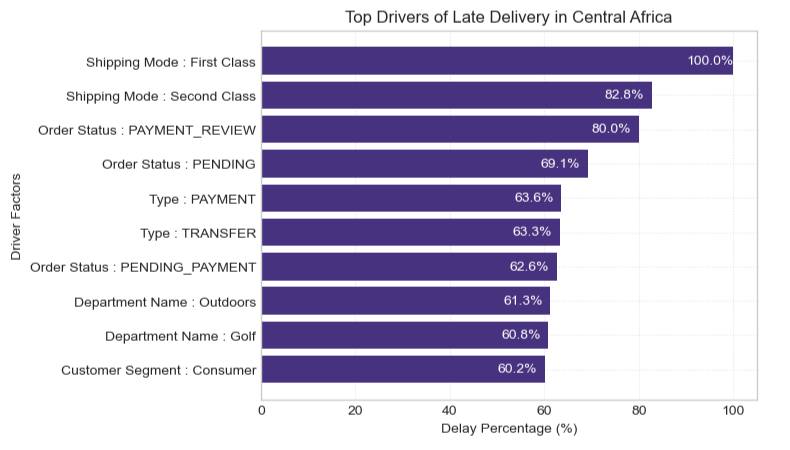 Top Drivers of Late Delivery in Central Africa
Driver Factors
Shipping Mode : First Class 100.0%
Shipping Mode : Second Class 82.8%
Order Status : PAYMENT_REVIEW 80.0%
Order Status : PENDING 69.1%
Type : PAYMENT 63.6%
Type : TRANSFER 63.3%
Order Status : PENDING_PAYMENT 62.6%
Department Name : Outdoors 61.3%
Department Name : Golf 60.8%
Customer Segment : Consumer 60.2%
0 20 40 60 80 100
Delay Percentage (%)